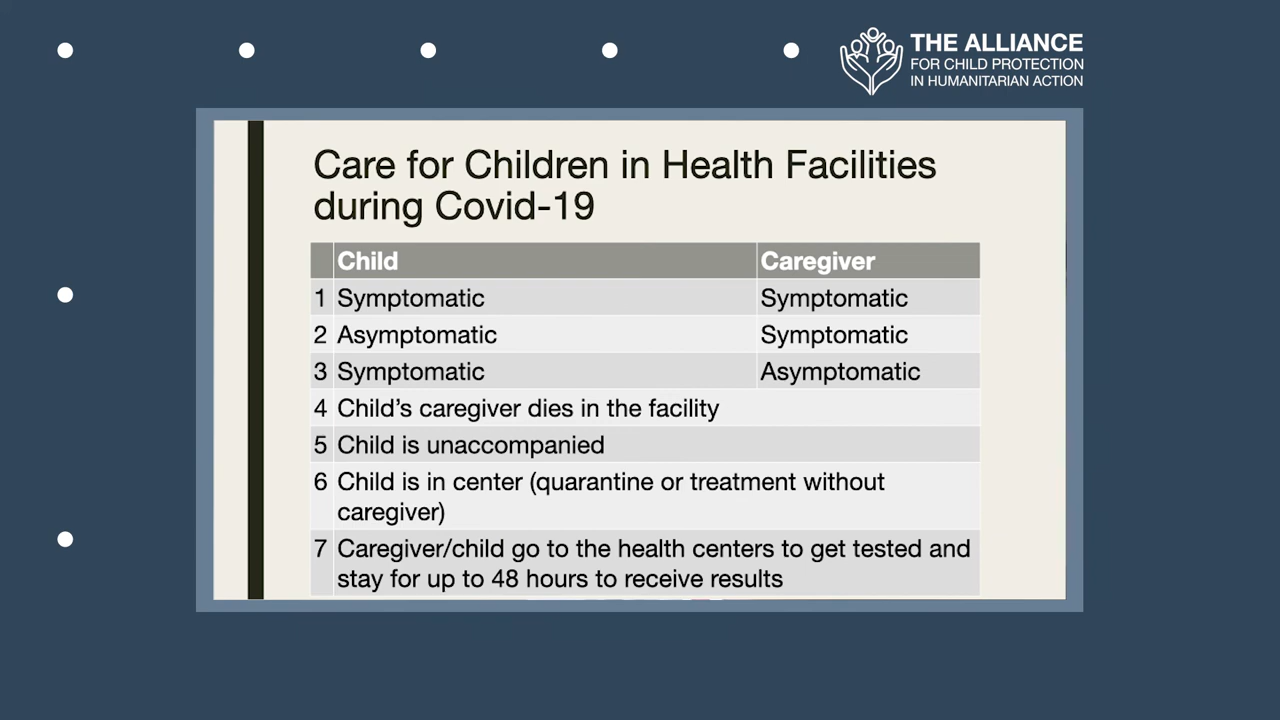 THE ALLIANCE
FOR CHILD PROTECTION
IN HUMANITARIAN ACTION
Care for Children in Health Facilities
during Covid-19
Child Caregiver
1 Symptomatic Symptomatic
2 Asymptomatic Symptomatic
3 Symptomatic Asymptomatic
4 Child’s caregiver dies in the facility
5 Child is unaccompanied
6 Child is in center (quarantine or treatment without
caregiver)
7 Caregiver/child go to the health centers to get tested and
stay for up to 48 hours to receive results